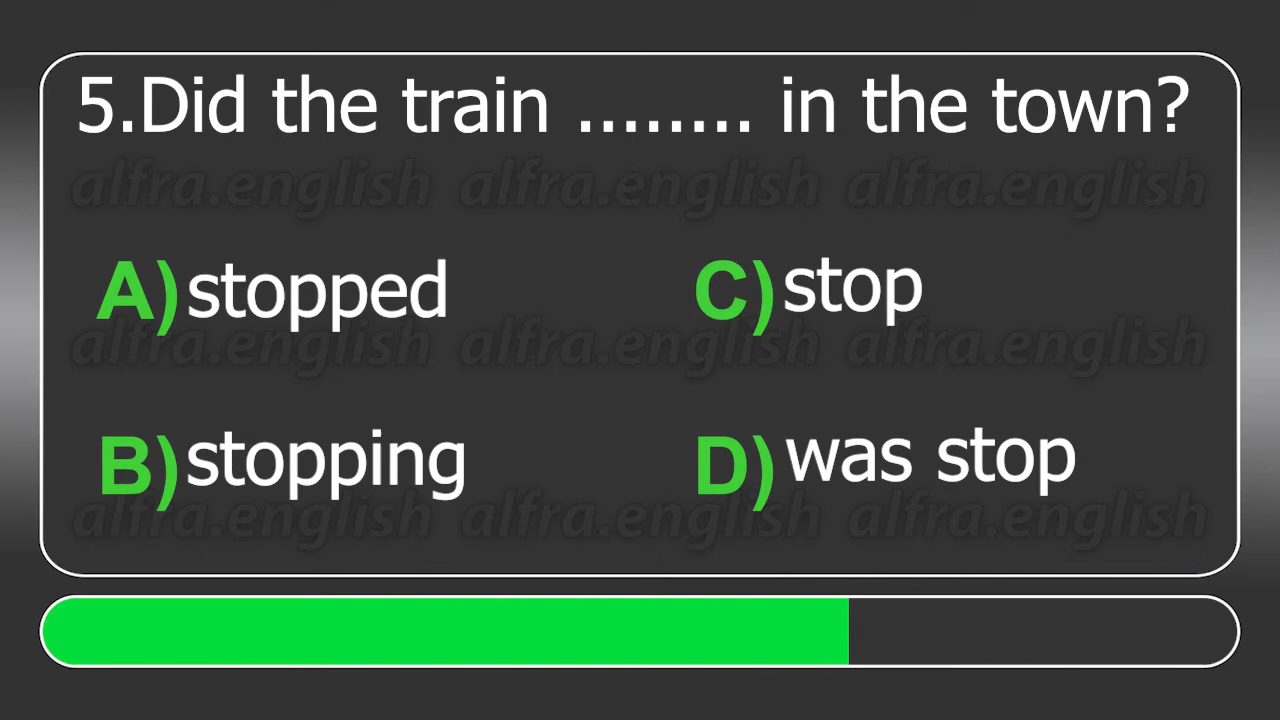 5.Did the train ........ in the town?
alfra.english alfra.english alfra.english
A) stopped
C) stop
alfra.english alfra.english alfra.english
B) stopping
D) was stop
alfra.english alfra.english alfra.english